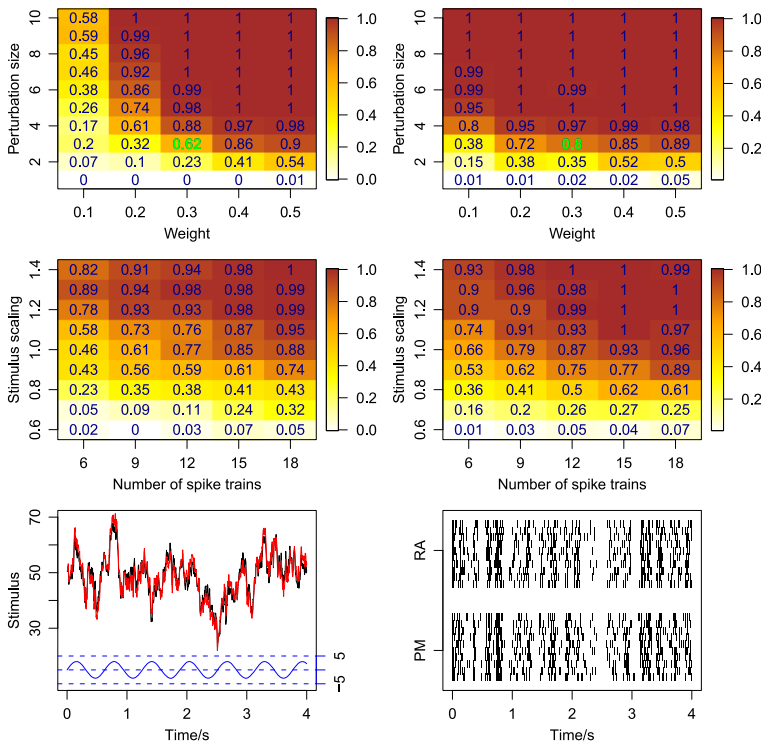 Perturbation size
10
8
6
4
2
0.58 1 1 1 1
0.59 0.99 1 1 1
0.45 0.96 1 1 1
0.46 0.92 1 1 1
0.38 0.86 0.99 1 1
0.26 0.74 0.98 1 1
0.17 0.61 0.88 0.97 0.98
0.2 0.32 0.62 0.86 0.9
0.07 0.1 0.23 0.41 0.54
0 0 0 0 0.01
0.1 0.2 0.3 0.4 0.5
Weight
1.0
0.8
0.6
0.4
0.2
0.0
Perturbation size
10
8
6
4
2
1 1 1 1 1
1 1 1 1 1
1 1 1 1 1
0.99 1 1 1 1
0.99 1 0.99 1 1
0.95 1 1 1 1
0.8 0.95 0.97 0.99 0.98
0.38 0.72 0.8 0.85 0.89
0.15 0.38 0.35 0.52 0.5
0.01 0.01 0.02 0.02 0.05
0.1 0.2 0.3 0.4 0.5
Weight
1.0
0.8
0.6
0.4
0.2
Stimulus scaling
1.4
1.2
1.0
0.8
0.6
0.82 0.91 0.94 0.98 1
0.89 0.94 0.98 0.98 0.99
0.78 0.93 0.93 0.98 0.99
0.58 0.73 0.76 0.87 0.95
0.46 0.61 0.77 0.85 0.88
0.43 0.56 0.59 0.61 0.74
0.23 0.35 0.38 0.41 0.43
0.05 0.09 0.11 0.24 0.32
0.02 0 0.03 0.07 0.05
6 9 12 15 18
Number of spike trains
1.0
0.8
0.6
0.4
0.2
0.0
Stimulus scaling
1.4
1.2
1.0
0.8
0.6
0.93 0.98 1 1 0.99
0.9 0.96 0.98 1 1
0.9 0.9 0.99 1 1
0.74 0.91 0.93 1 0.97
0.66 0.79 0.87 0.93 0.96
0.53 0.62 0.75 0.77 0.89
0.36 0.41 0.5 0.62 0.61
0.16 0.2 0.26 0.27 0.25
0.01 0.03 0.05 0.04 0.07
6 9 12 15 18
Number of spike trains
1.0
0.8
0.6
0.4
0.2
Stimulus
70
50
30
5
−5
0 1 2 3 4
Time/s
RA
PM
0 1 2 3 4
Time/s